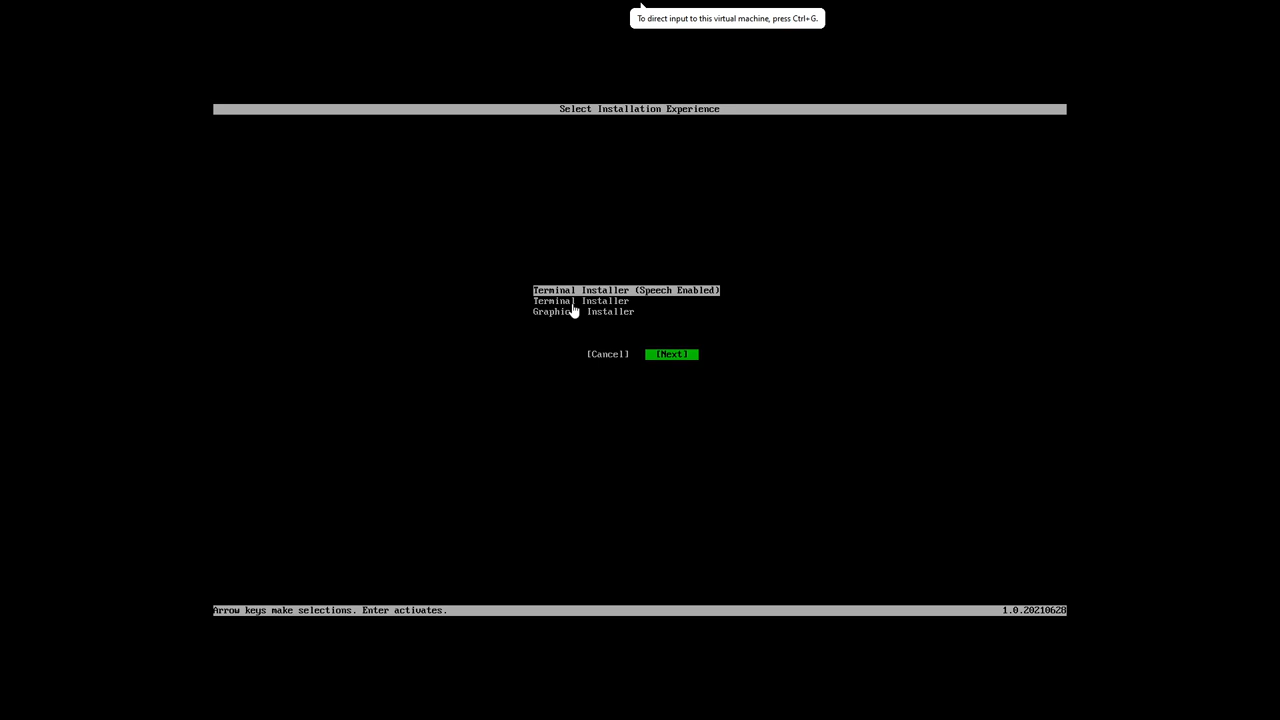 To direct input to this virtual machine, press Ctrl+G.
Select Installation Experience
Terminal Installer (Speech Enabled)
Terminal Installer
Installer
[Cancel] [Next]
Arrow keys make selections. Enter activates. 1.0.20210628